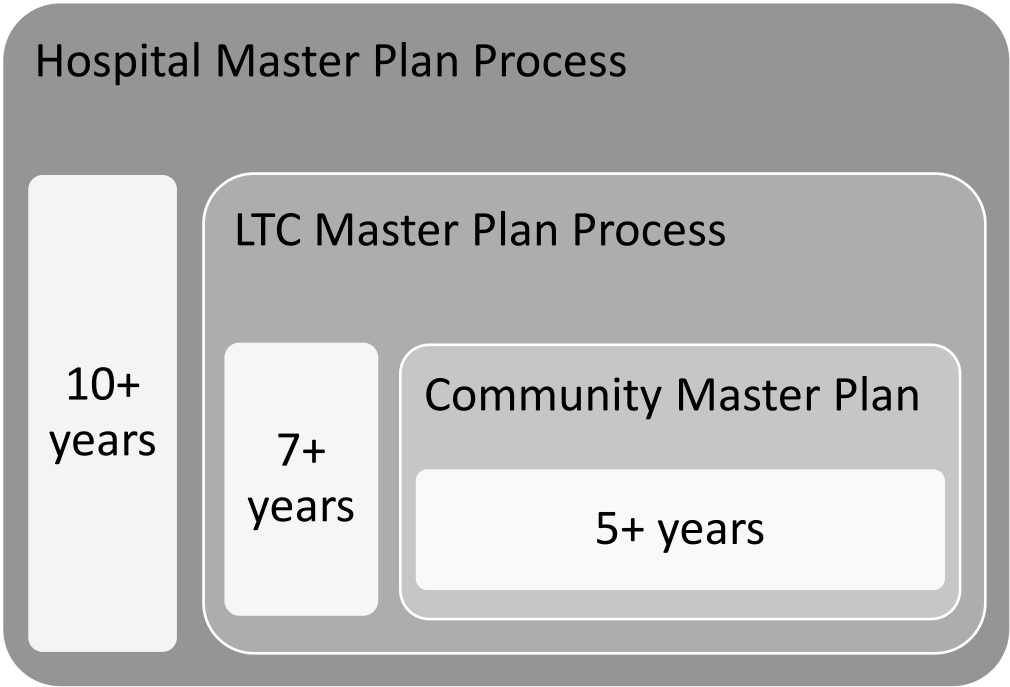 Hospital Master Plan Process
LTC Master Plan Process
10+
years
7+
years
Community Master Plan
5+ years